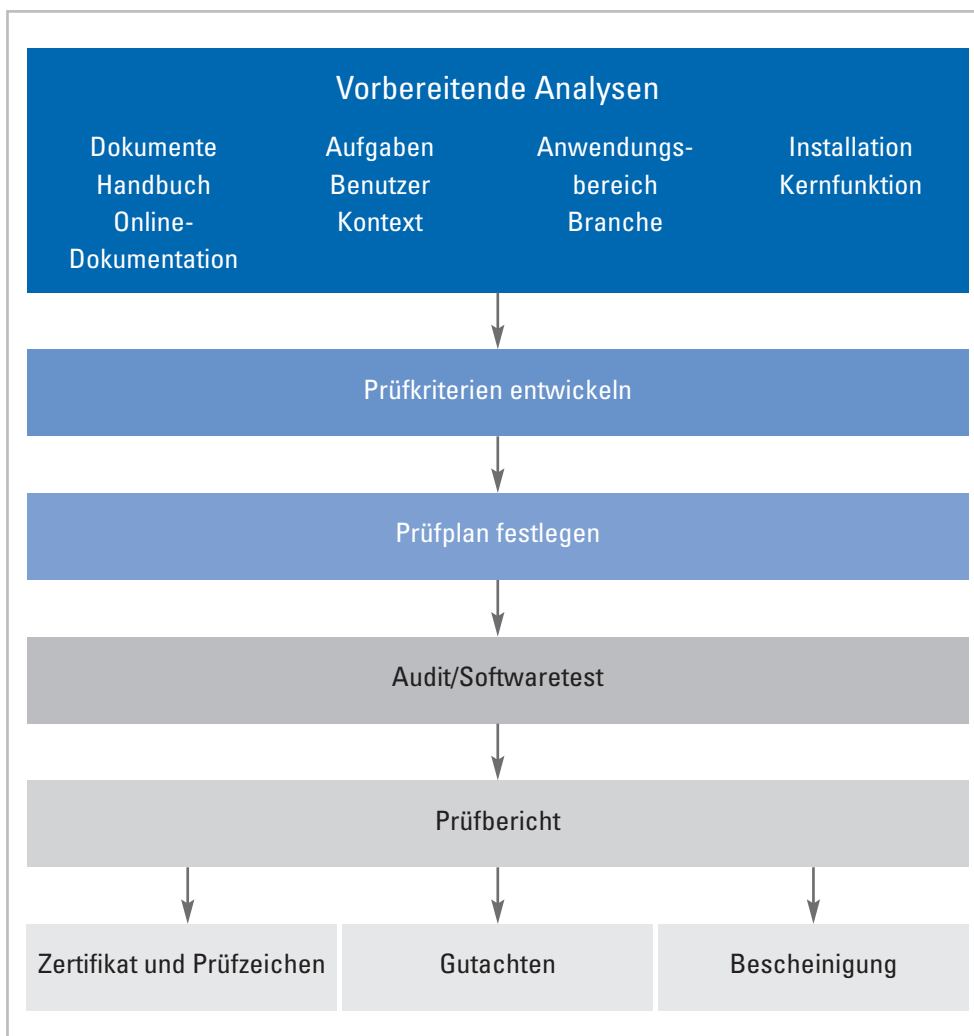 Vorbereitende Analysen
Dokumente
Handbuch
Online-
Dokumentation
Aufgaben
Benutzer
Kontext
Anwendungs-
bereich
Branche
Installation
Kernfunktion
Prüfkriterien entwickeln
Prüfplan festlegen
Audit/Softwaretest
Prüfbericht
Zertifikat und Prüfzeichen
Gutachten
Bescheinigung